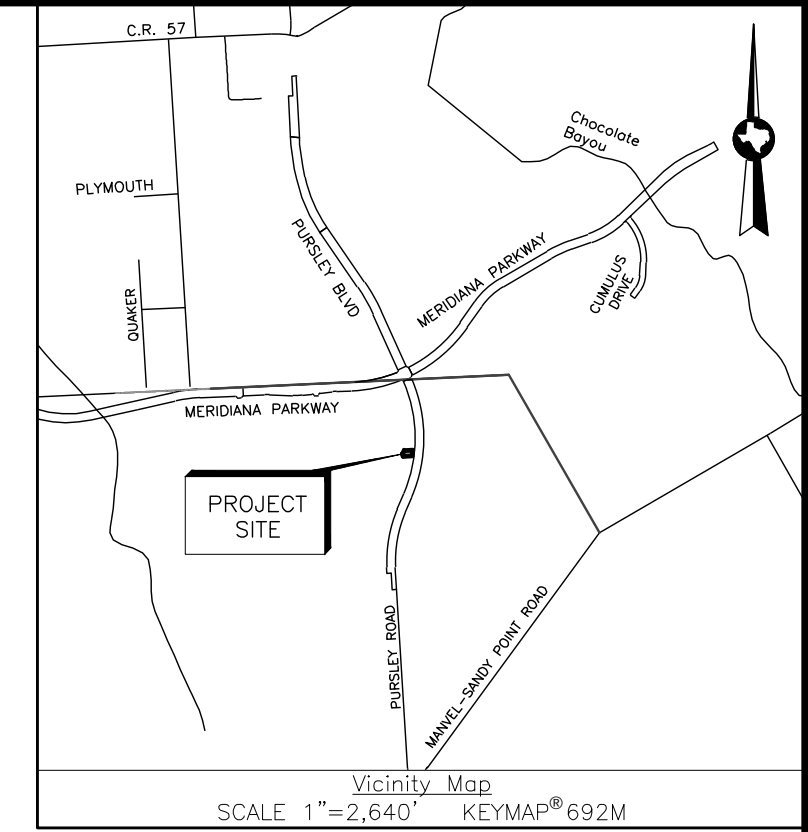 C.R. 57
Chocolate
Bayou
PLYMOUTH
PURSLEY BLVD
MERIDIANA PARKWAY
CUMULUS
DRIVE
QUAKER
MERIDIANA PARKWAY
PROJECT
SITE
PURSLEY ROAD
MANVEL-SANDY POINT ROAD
Vicinity Map
SCALE 1"=2,640' KEYMAP® 692M